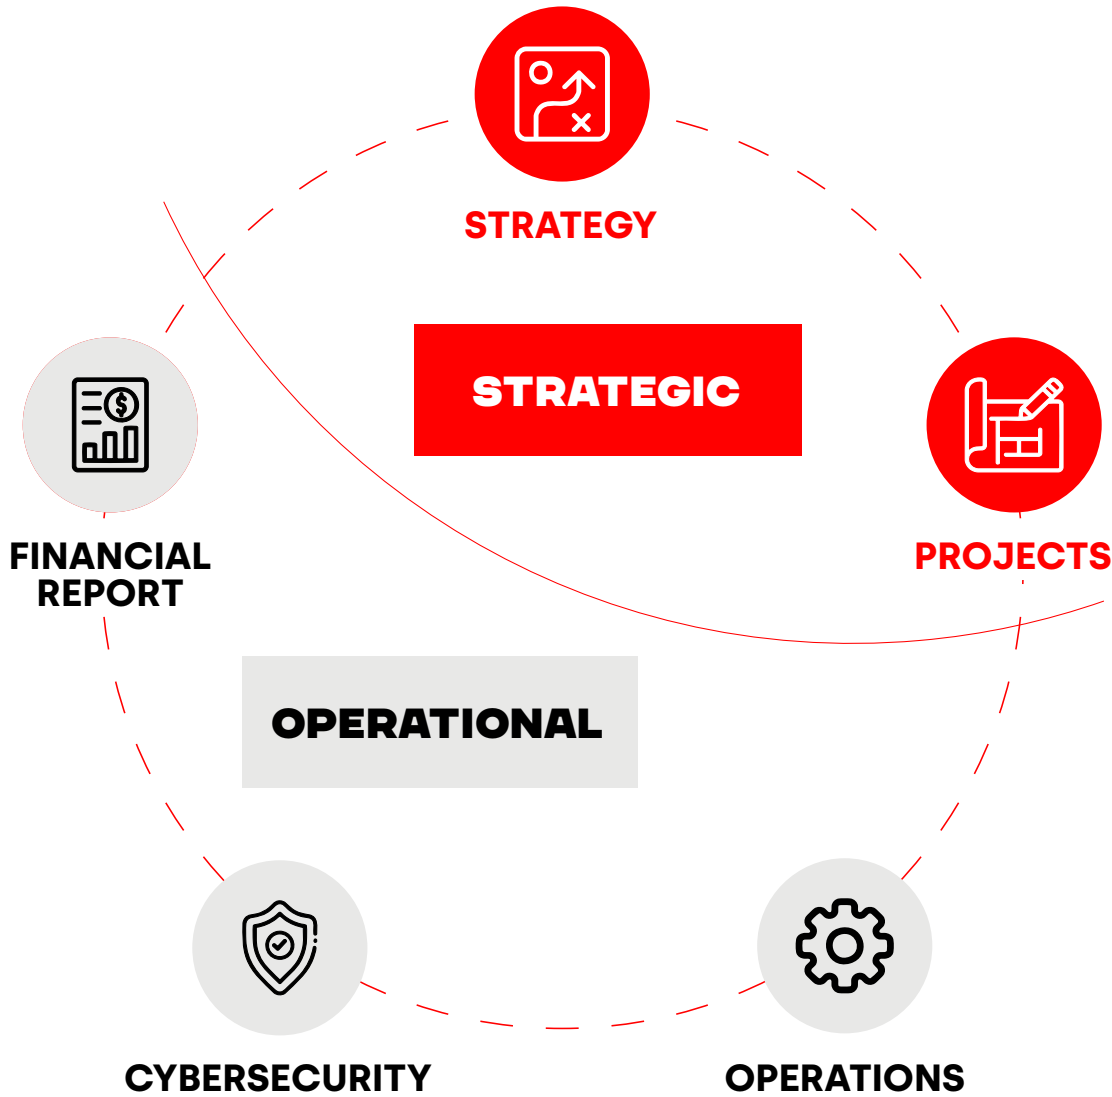 STRATEGY
STRATEGIC
PROJECTS
FINANCIAL
REPORT
OPERATIONAL
CYBERSECURITY
OPERATIONS